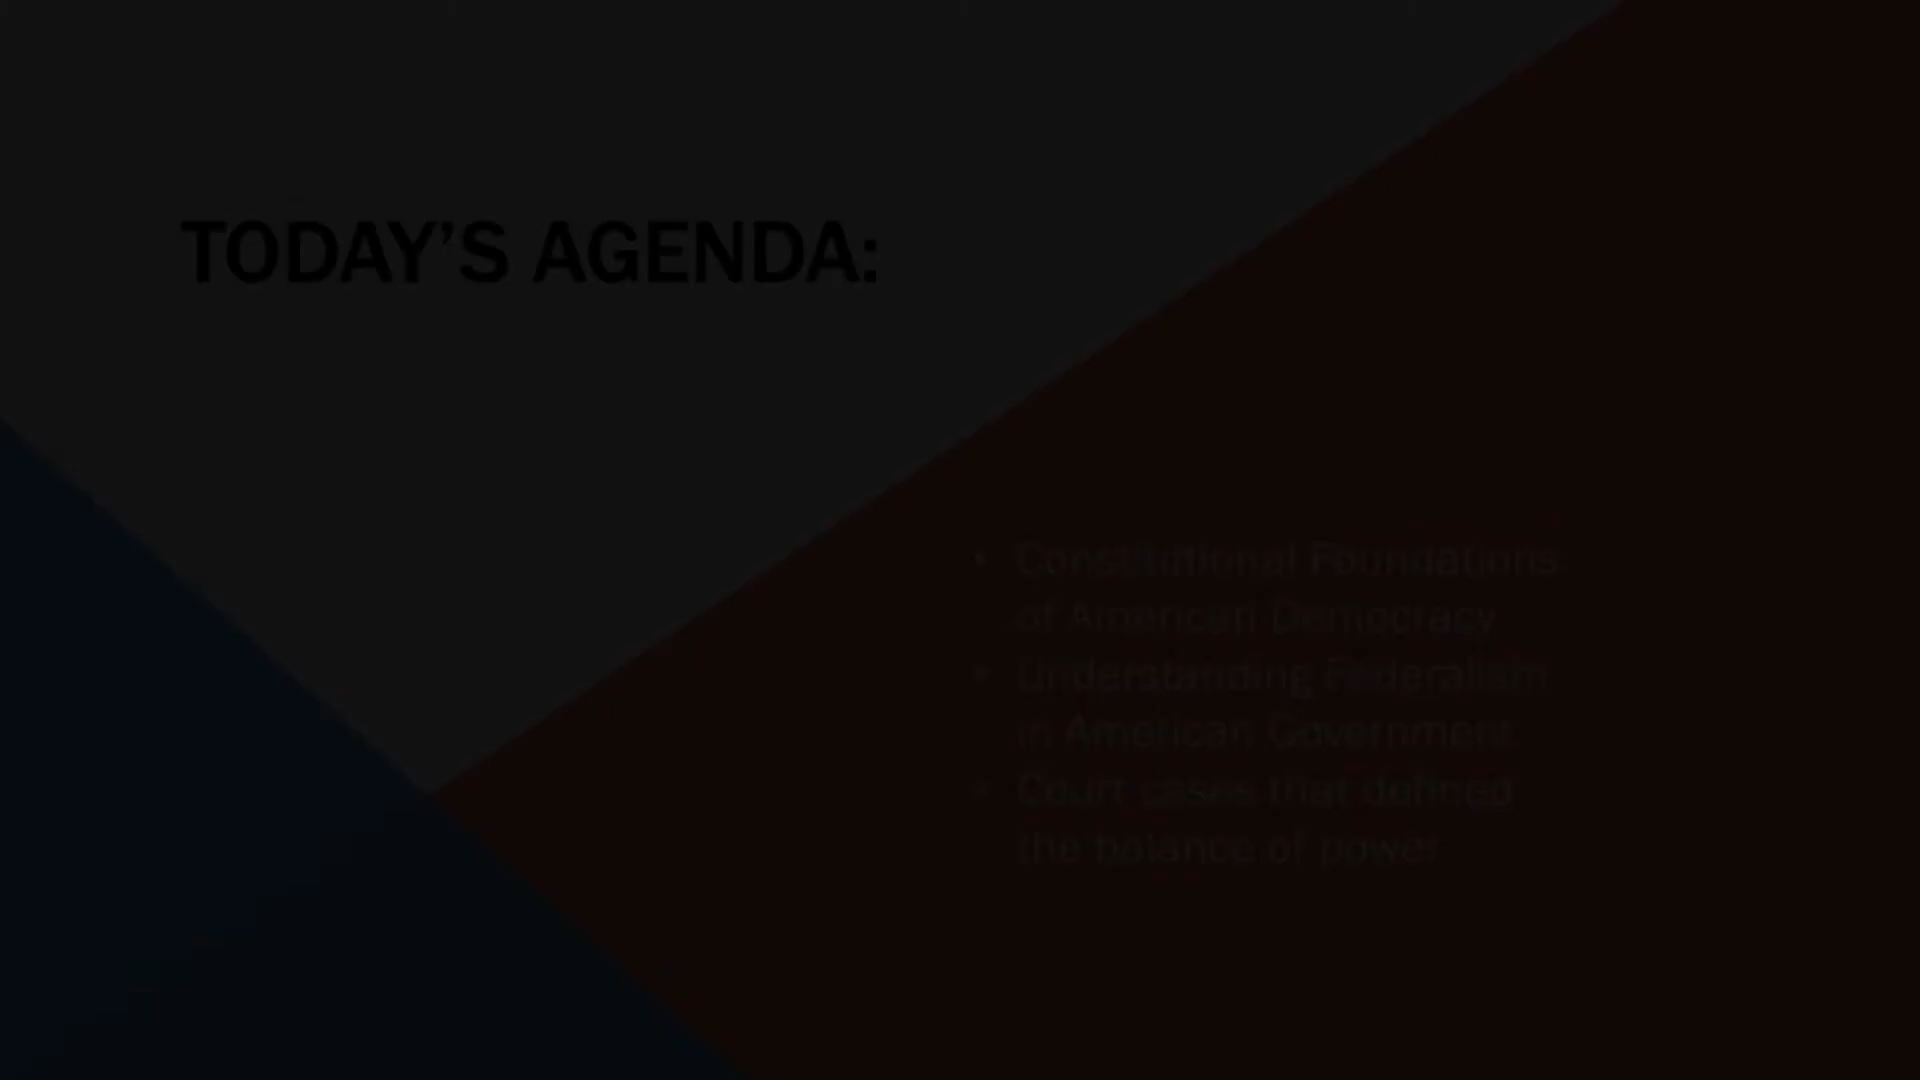 TODAY’S AGENDA:
• Constitutional Foundations
of American Democracy
• Understanding Federalism
in American Government
• Court cases that defined
the balance of power